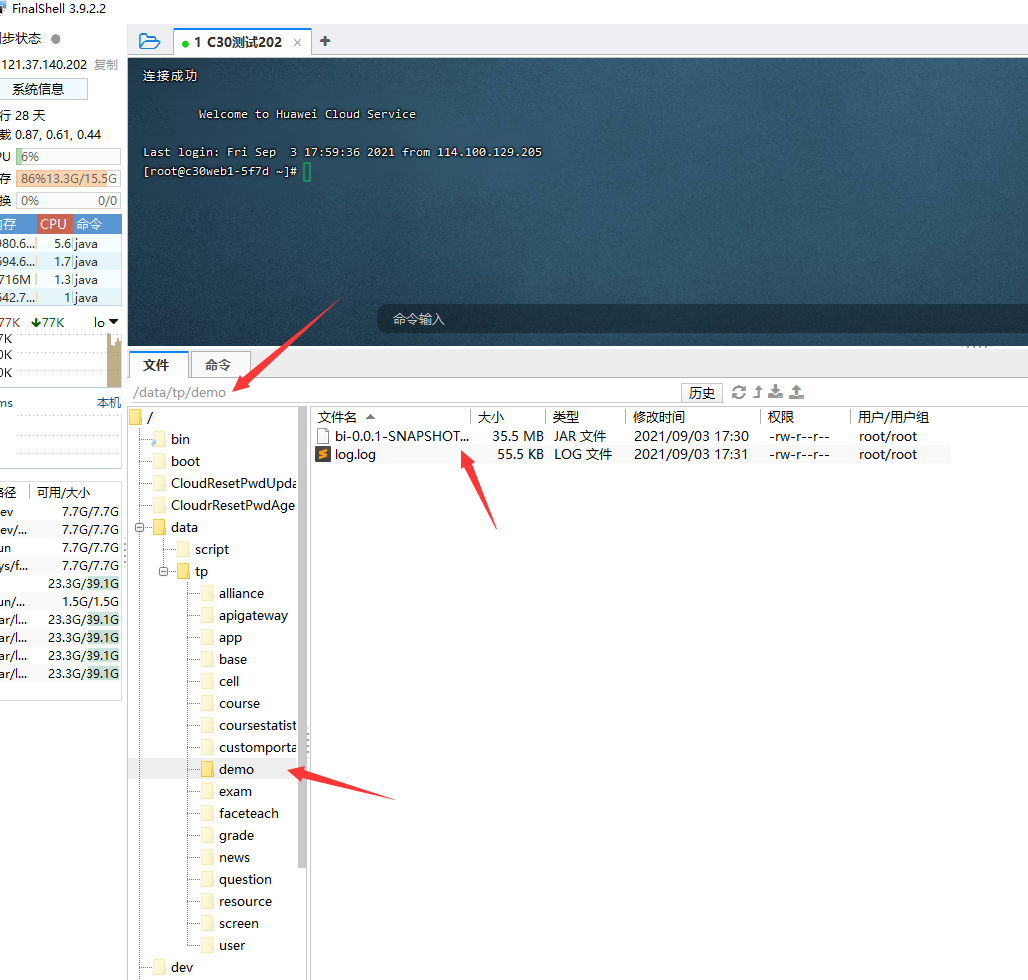 FinalShell 3.9.2.2
步状态
1 C30测试202
121.37.140.202 复制
系统信息
行 28 天
载 0.87, 0.61, 0.44
PU 6%
存 86% 13.3G/15.5G
换 0% 0/0
内存 CPU 命令
980.6... 5.6 java
594.6... 1.7 java
716M 1.3 java
542.7... 1 java
77K 77K lo
7K
0K
0K
ms 本机
路径 可用/大小
ev 7.7G/7.7G
ev/... 7.7G/7.7G
un 7.7G/7.7G
ys/f... 7.7G/7.7G
23.3G/39.1G
un/... 1.5G/1.5G
ar/l... 23.3G/39.1G
ar/l... 23.3G/39.1G
ar/l... 23.3G/39.1G
ar/l... 23.3G/39.1G
连接成功
Welcome to Huawei Cloud Service
Last login: Fri Sep  3 17:59:36 2021 from 114.100.129.205
[root@c30web1-5f7d ~]#
命令输入
文件 命令
/data/tp/demo 历史
/
bin
boot
CloudResetPwdUpda
CloudrResetPwdAge
data
script
tp
alliance
apigateway
app
base
cell
course
coursestatist
customporta
demo
exam
faceteach
grade
news
question
resource
screen
user
dev
文件名 大小 类型 修改时间 权限 用户/用户组
bi-0.0.1-SNAPSHOT... 35.5 MB JAR 文件 2021/09/03 17:30 -rw-r--r-- root/root
log.log 55.5 KB LOG 文件 2021/09/03 17:31 -rw-r--r-- root/root